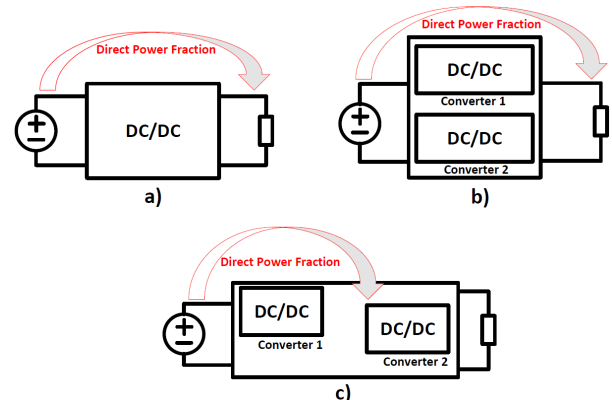 Direct Power Fraction
DC/DC
a)
Direct Power Fraction
DC/DC
Converter 1
DC/DC
Converter 2
b)
Direct Power Fraction
DC/DC
Converter 1
DC/DC
Converter 2
c)